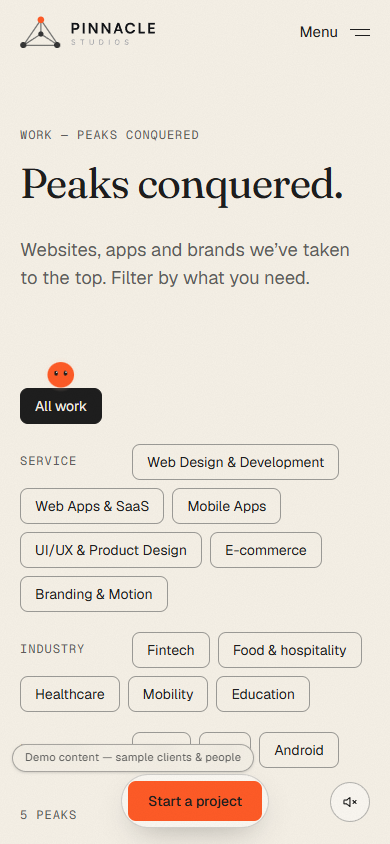 PINNACLE
STUDIOS
Menu
WORK — PEAKS CONQUERED
Peaks conquered.
Websites, apps and brands we’ve taken
to the top. Filter by what you need.
All work
SERVICE
Web Design & Development
Web Apps & SaaS
Mobile Apps
UI/UX & Product Design
E-commerce
Branding & Motion
INDUSTRY
Fintech
Food & hospitality
Healthcare
Mobility
Education
Android
Demo content — sample clients & people
Start a project
5 PEAKS